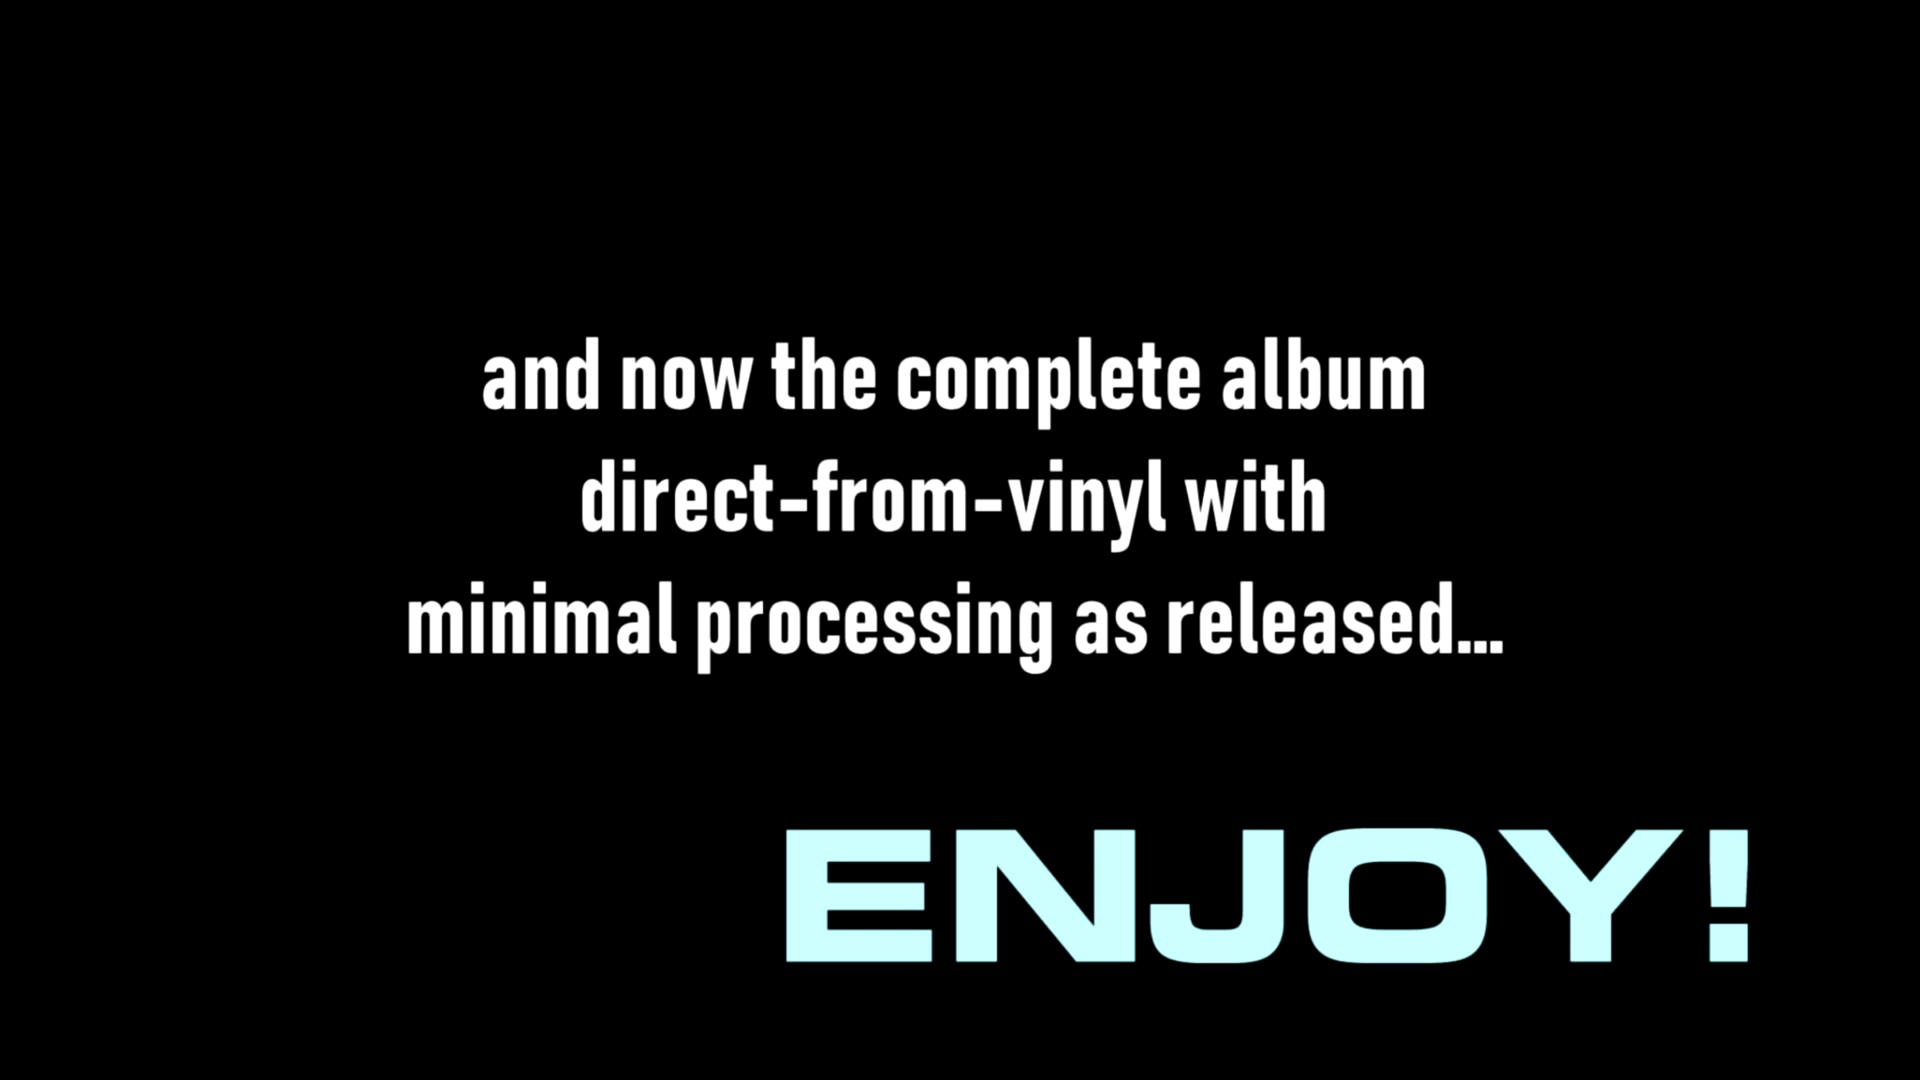 and now the complete album
direct-from-vinyl with
minimal processing as released...
ENJOY!